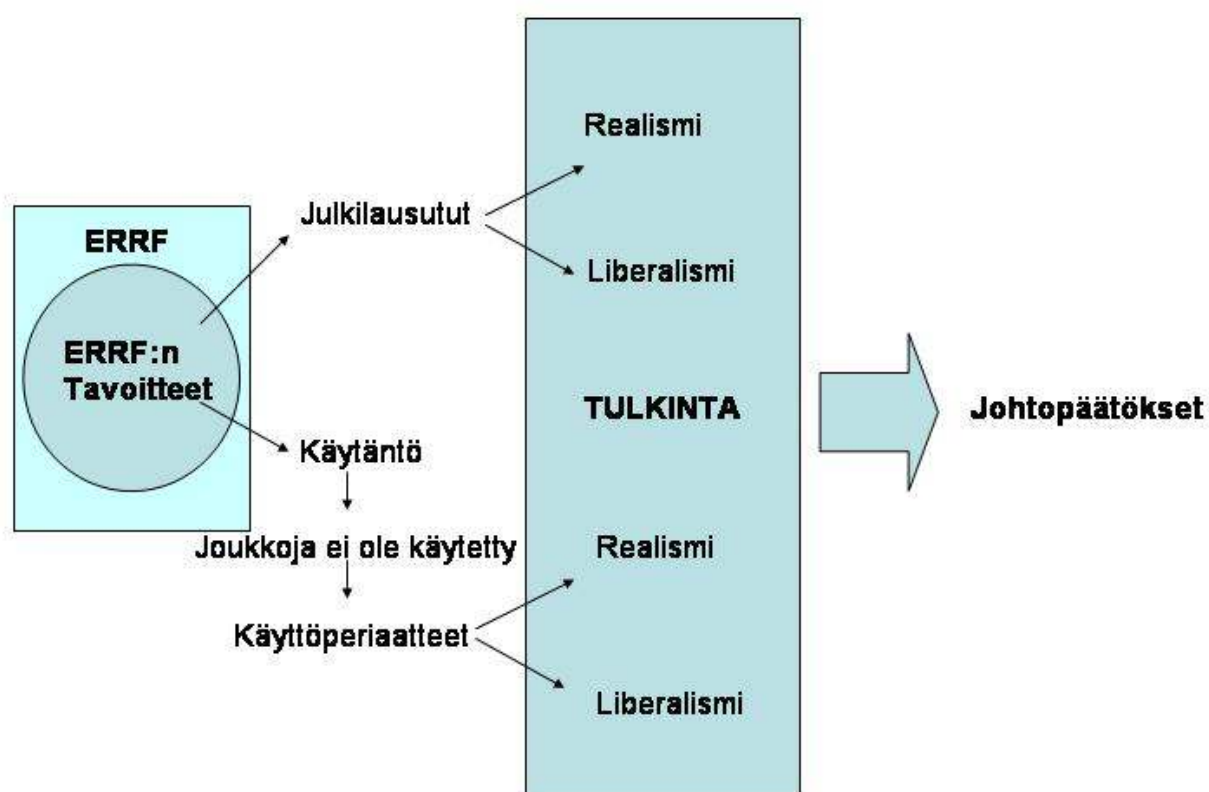 Realismi
Julkilausutut
ERRF
Liberalismi
ERRF:n
Tavoitteet
TULKINTA
Johtopäätökset
Käytäntö
Joukkoja ei ole käytetty
Realismi
Käyttöperiaatteet
Liberalismi